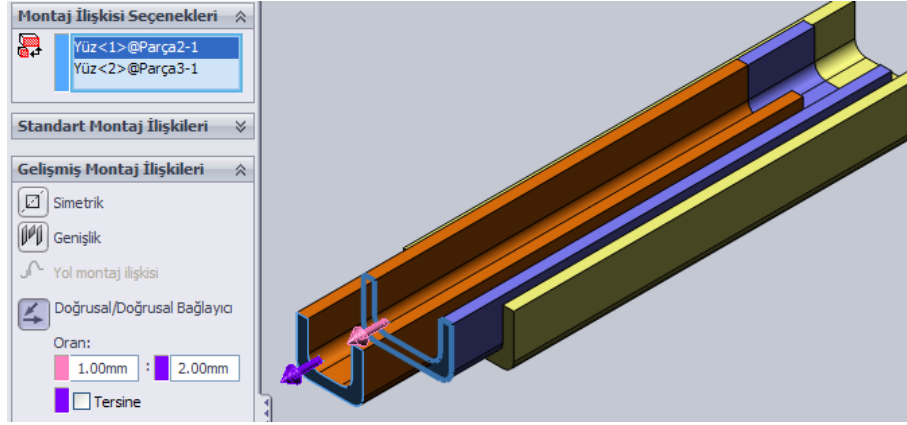 Montaj İlişkisi Seçenekleri
Yüz<1>@Parça2-1
Yüz<2>@Parça3-1
Standart Montaj İlişkileri
Gelişmiş Montaj İlişkileri
Simetrik
Genişlik
Yol montaj ilişkisi
Doğrusal/Doğrusal Bağlayıcı
Oran:
1.00mm : 2.00mm
Tersine